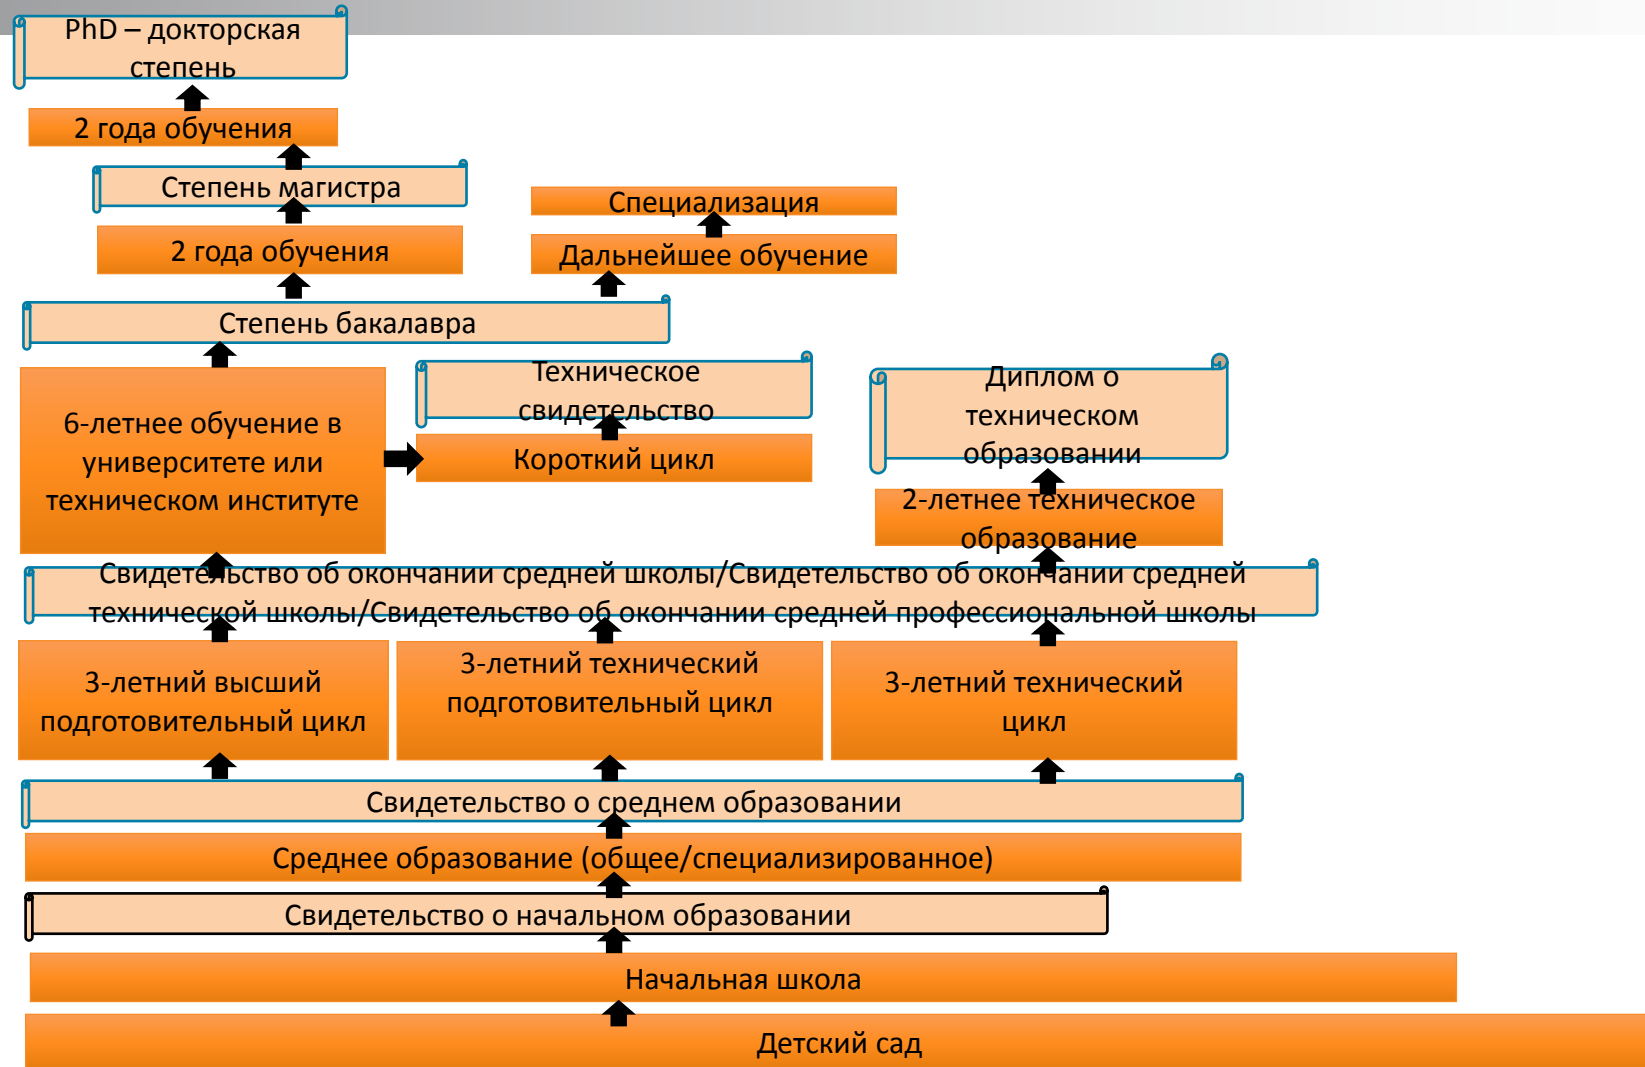 PhD – докторская
степень
2 года обучения
Степень магистра
Специализация
2 года обучения
Дальнейшее обучение
Степень бакалавра
6-летнее обучение в
университете или
техническом институте
Техническое
свидетельство
Короткий цикл
Диплом о
техническом
образовании
2-летнее техническое
образование
Свидетельство об окончании средней школы/Свидетельство об окончании средней
технической школы/Свидетельство об окончании средней профессиональной школы
3-летний высший
подготовительный цикл
3-летний технический
подготовительный цикл
3-летний технический
цикл
Свидетельство о среднем образовании
Среднее образование (общее/специализированное)
Свидетельство о начальном образовании
Начальная школа
Детский сад